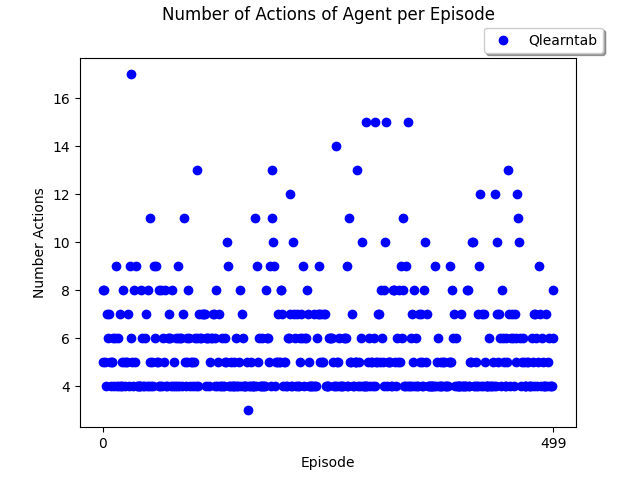 Number of Actions of Agent per Episode
Qlearntab
16
14
12
10
8
6
4
Number Actions
0
499
Episode